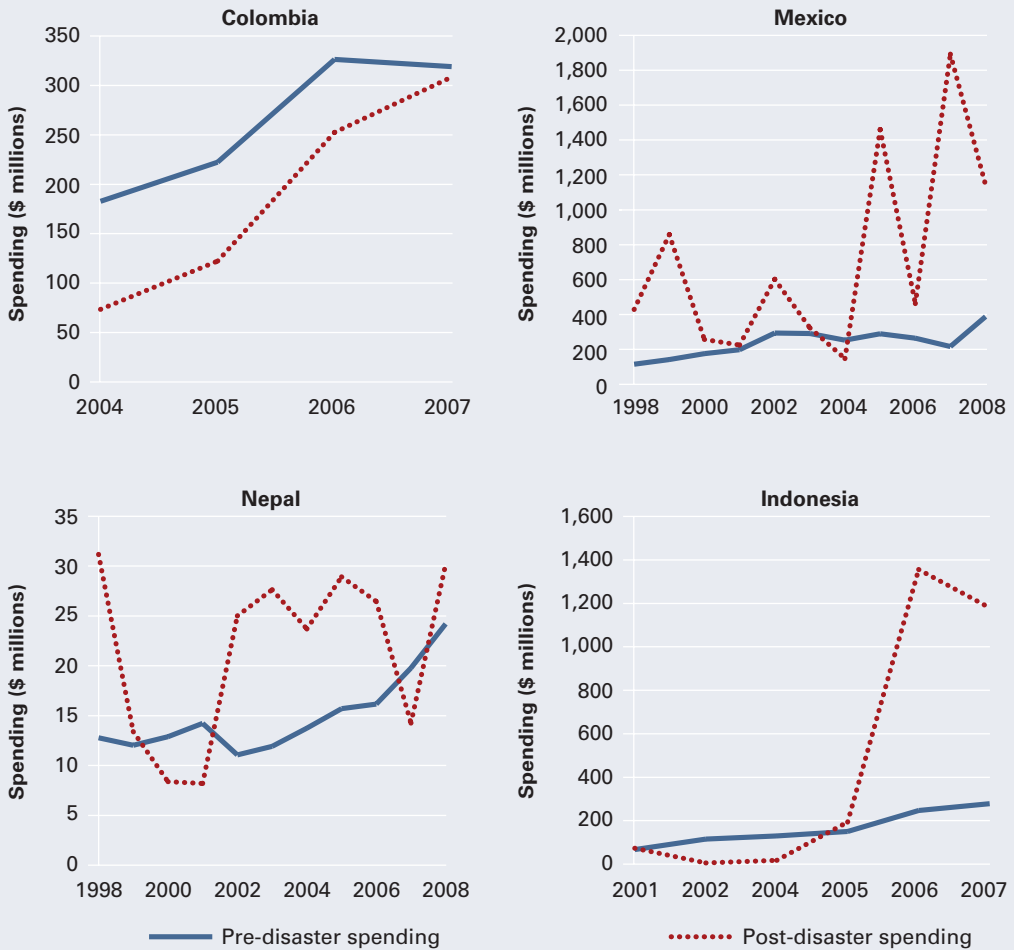 Colombia
Spending ($ millions)
350
300
250
200
150
100
50
0
2004 2005 2006 2007
Mexico
Spending ($ millions)
2,000
1,800
1,600
1,400
1,200
1,000
800
600
400
200
0
1998 2000 2002 2004 2006 2008
Nepal
Spending ($ millions)
35
30
25
20
15
10
5
0
1998 2000 2002 2004 2006 2008
Indonesia
Spending ($ millions)
1,600
1,400
1,200
1,000
800
600
400
200
0
2001 2002 2004 2005 2006 2007
Pre-disaster spending
Post-disaster spending